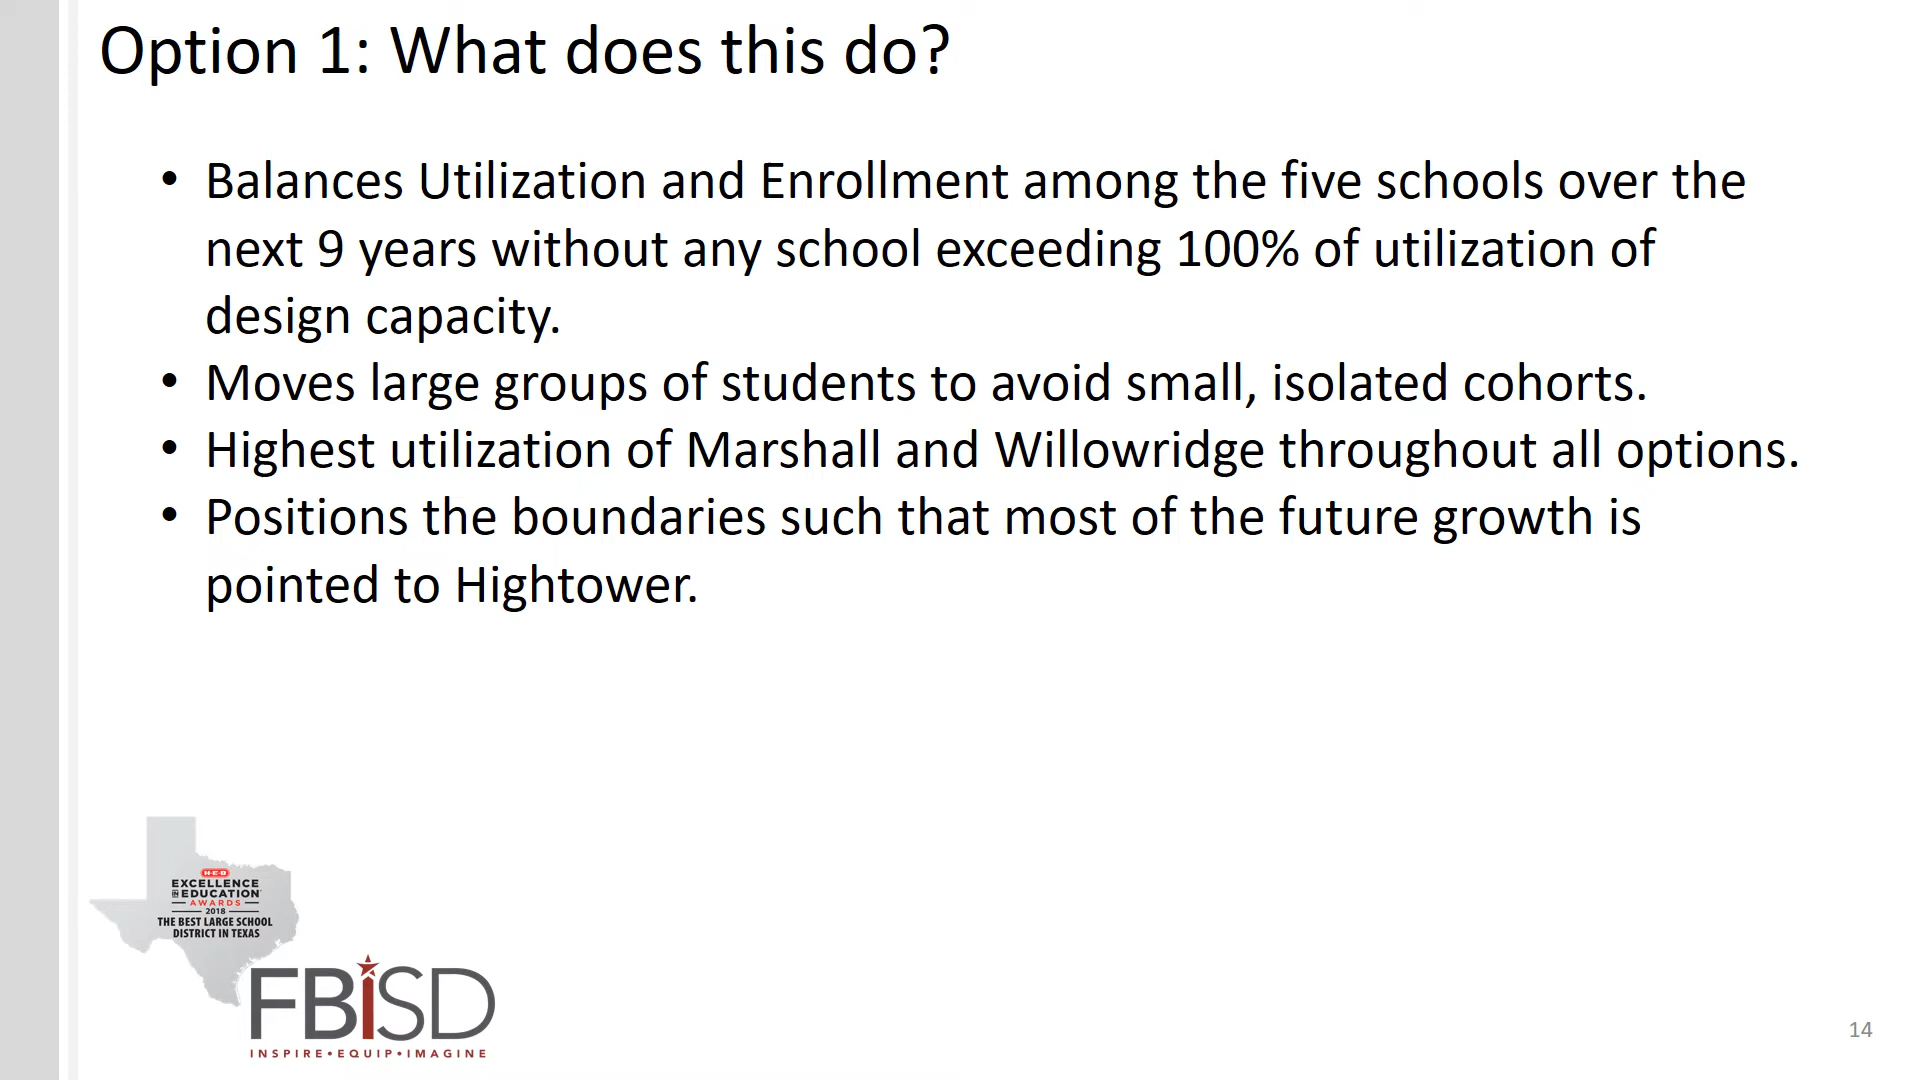 Option 1: What does this do?
• Balances Utilization and Enrollment among the five schools over the
next 9 years without any school exceeding 100% of utilization of
design capacity.
• Moves large groups of students to avoid small, isolated cohorts.
• Highest utilization of Marshall and Willowridge throughout all options.
• Positions the boundaries such that most of the future growth is
pointed to Hightower.
H-E-B
EXCELLENCE
IN EDUCATION
AWARDS
2018
THE BEST LARGE SCHOOL
DISTRICT IN TEXAS
FBiSD
INSPIRE•EQUIP•IMAGINE
14